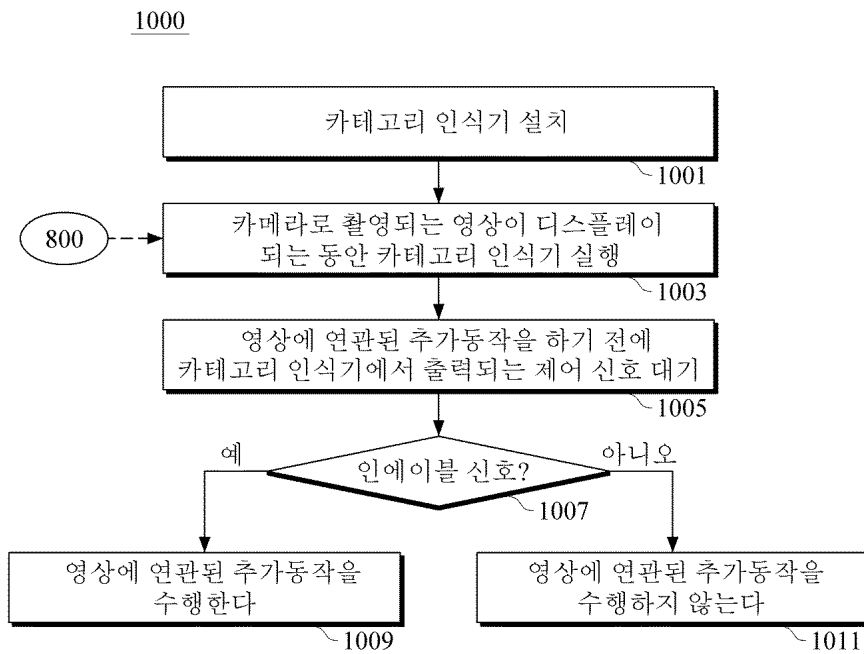 1000
카테고리 인식기 설치
1001
800
카메라로 촬영되는 영상이 디스플레이
되는 동안 카테고리 인식기 실행
1003
영상에 연관된 추가동작을 하기 전에
카테고리 인식기에서 출력되는 제어 신호 대기
1005
예
인에이블 신호?
아니오
1007
영상에 연관된 추가동작을
수행한다
1009
영상에 연관된 추가동작을
수행하지 않는다
1011